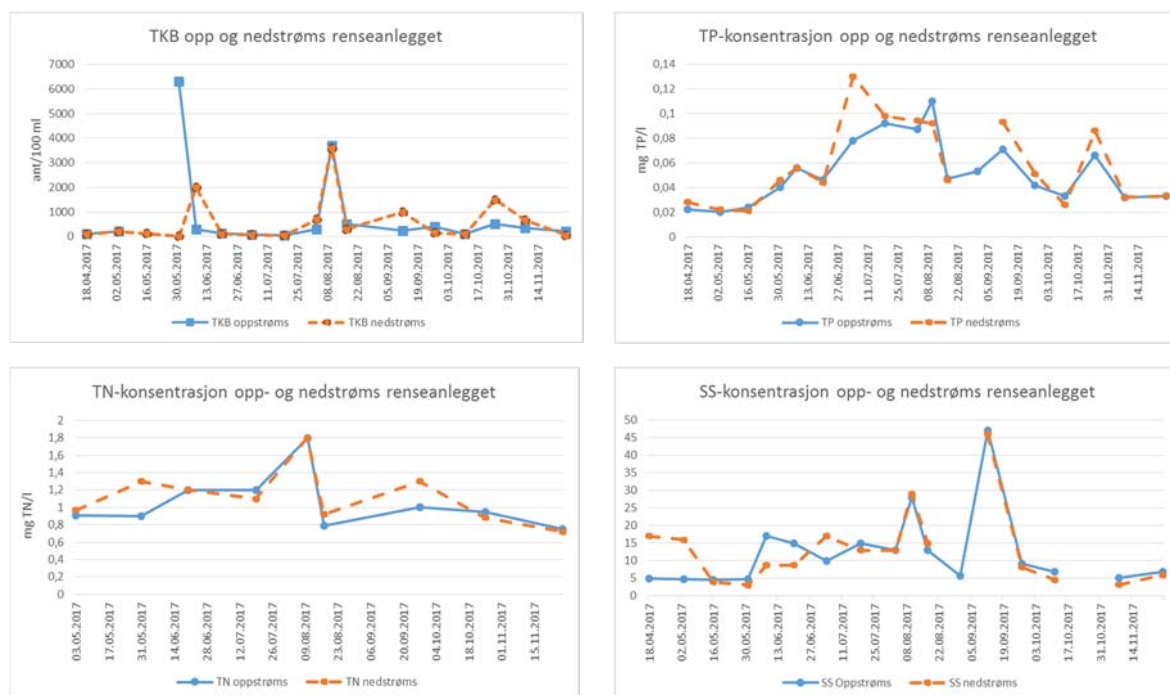 TKB opp og nedstrøms renseanlegget
ant/100 ml
7000
6000
5000
4000
3000
2000
1000
0
18.04.2017 02.05.2017 16.05.2017 30.05.2017 13.06.2017 27.06.2017 11.07.2017 25.07.2017 08.08.2017 22.08.2017 05.09.2017 19.09.2017 03.10.2017 17.10.2017 31.10.2017 14.11.2017
TKB oppstrøms TKB nedstrøms
TP-konsentrasjon opp og nedstrøms renseanlegget
mg TP/l
0,14
0,12
0,1
0,08
0,06
0,04
0,02
0
18.04.2017 02.05.2017 16.05.2017 30.05.2017 13.06.2017 27.06.2017 11.07.2017 25.07.2017 08.08.2017 22.08.2017 05.09.2017 19.09.2017 03.10.2017 17.10.2017 31.10.2017 14.11.2017
TP oppstrøms TP nedstrøms
TN-konsentrasjon opp- og nedstrøms renseanlegget
mg TN/l
2
1,8
1,6
1,4
1,2
1
0,8
0,6
0,4
0,2
0
03.05.2017 17.05.2017 31.05.2017 14.06.2017 28.06.2017 12.07.2017 26.07.2017 09.08.2017 23.08.2017 06.09.2017 20.09.2017 04.10.2017 18.10.2017 01.11.2017 15.11.2017
TN oppstrøms TN nedstrøms
SS-konsentrasjon opp- og nedstrøms renseanlegget
50
45
40
35
30
25
20
15
10
5
0
18.04.2017 02.05.2017 16.05.2017 30.05.2017 13.06.2017 27.06.2017 11.07.2017 25.07.2017 08.08.2017 22.08.2017 05.09.2017 19.09.2017 03.10.2017 17.10.2017 31.10.2017 14.11.2017
SS Oppstrøms SS nedstrøms